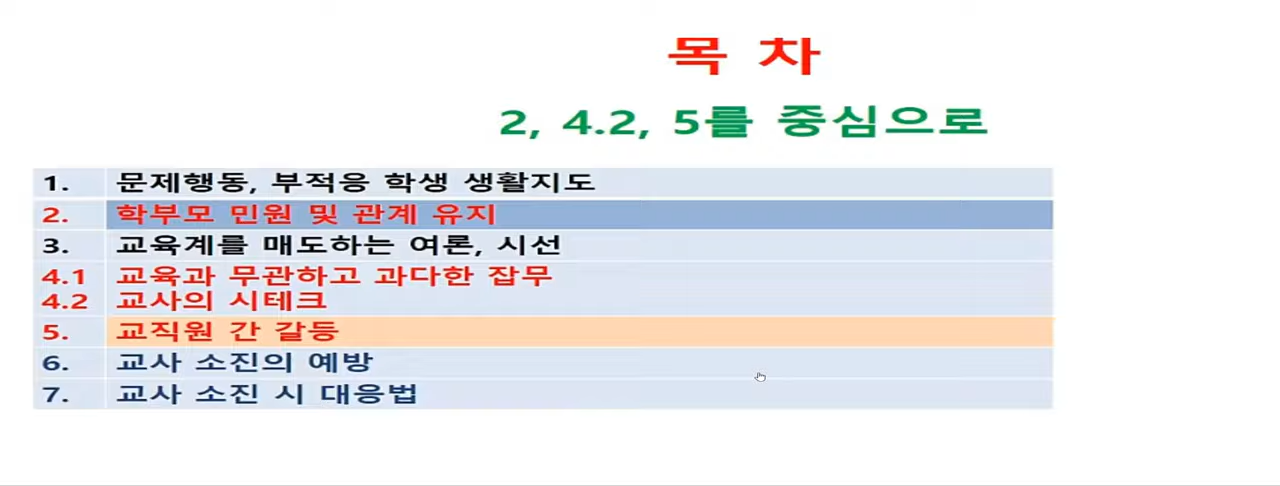 목 차
2, 4.2, 5를 중심으로
1. 문제행동, 부적응 학생 생활지도
2. 학부모 민원 및 관계 유지
3. 교육계를 매도하는 여론, 시선
4.1 교육과 무관하고 과다한 잡무
4.2 교사의 시테크
5. 교직원 간 갈등
6. 교사 소진의 예방
7. 교사 소진 시 대응법